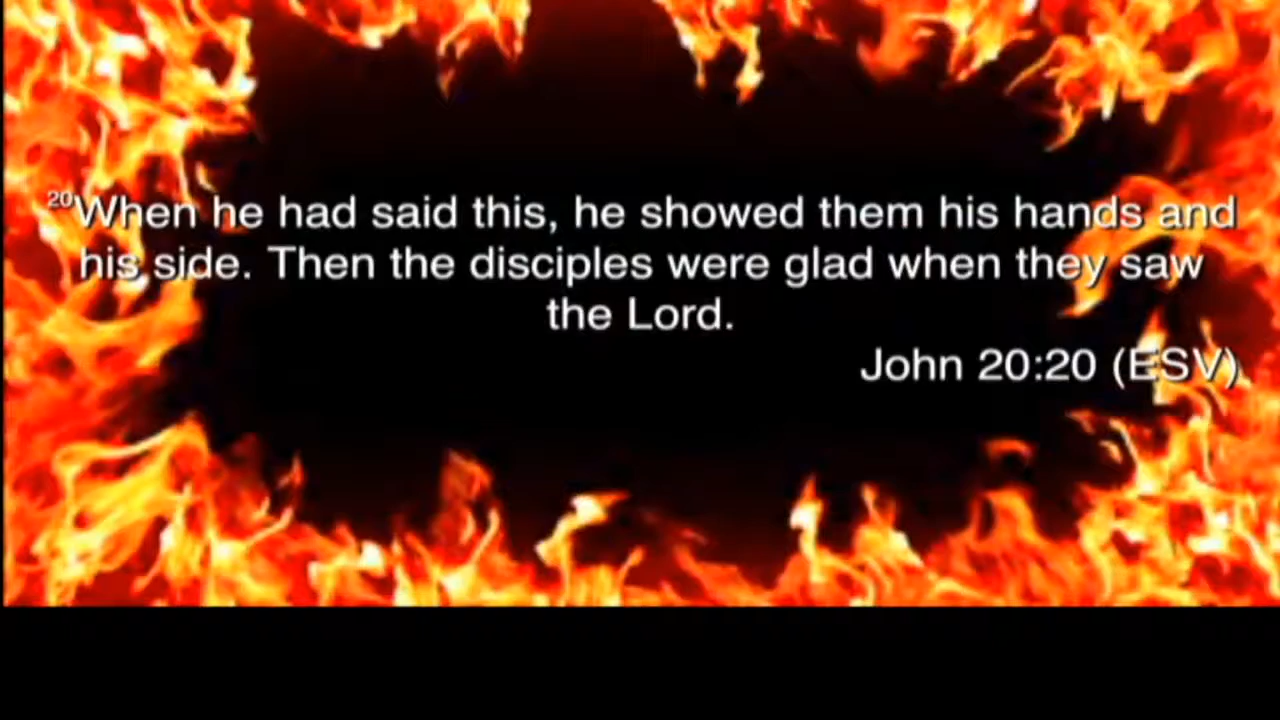 20When he had said this, he showed them his hands and
his side. Then the disciples were glad when they saw
the Lord.
John 20:20 (ESV)